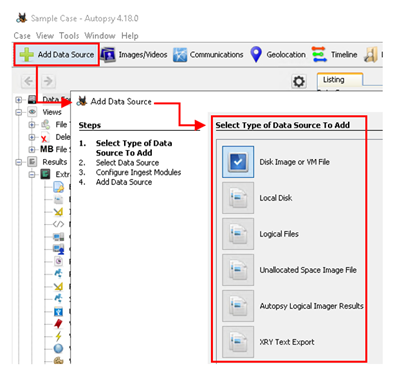 Sample Case - Autopsy 4.18.0
Case View Tools Window Help
Add Data Source Images/Videos Communications Geolocation Timeline
Listing
Data
Add Data Source
Views
File
Dele
MB File
Results
Extr
Steps
1. Select Type of Data Source To Add
2. Select Data Source
3. Configure Ingest Modules
4. Add Data Source
Select Type of Data Source To Add
Disk Image or VM File
Local Disk
Logical Files
Unallocated Space Image File
Autopsy Logical Imager Results
XRY Text Export